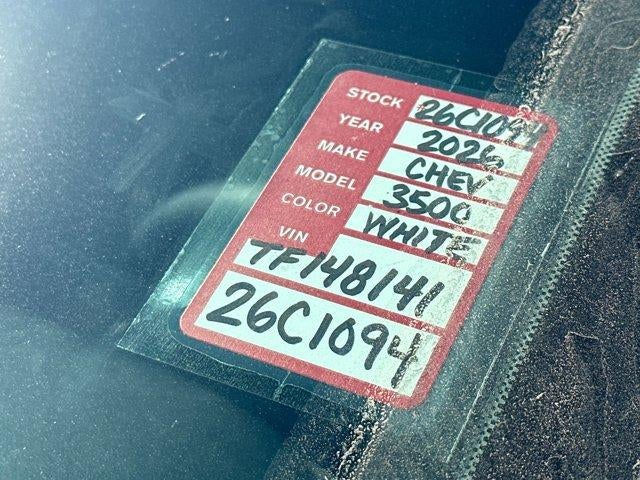 STOCK 26C1094
YEAR 2026
MAKE CHEV
MODEL 3500
COLOR WHITE
VIN
TF148141
26C1094